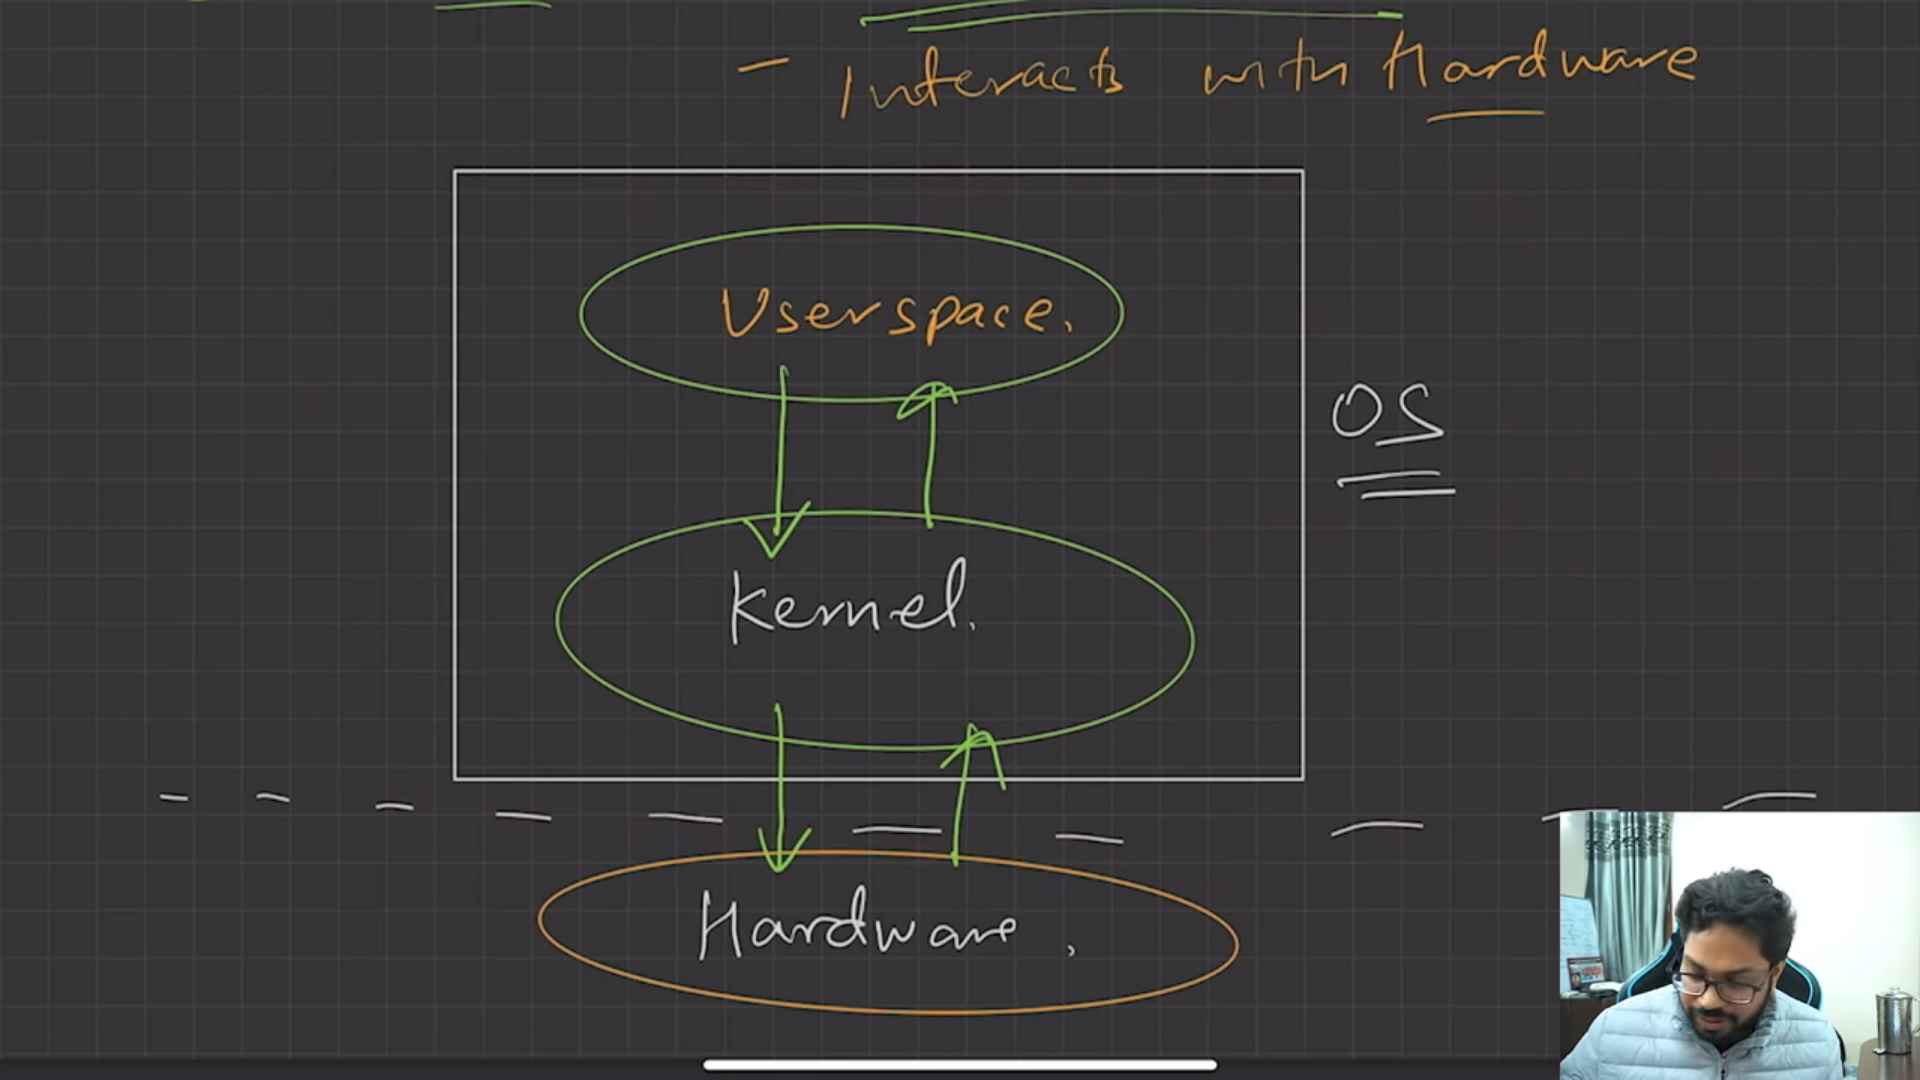 - Interacts with Hardware
Userspace.
OS
Kernel.
Hardware.